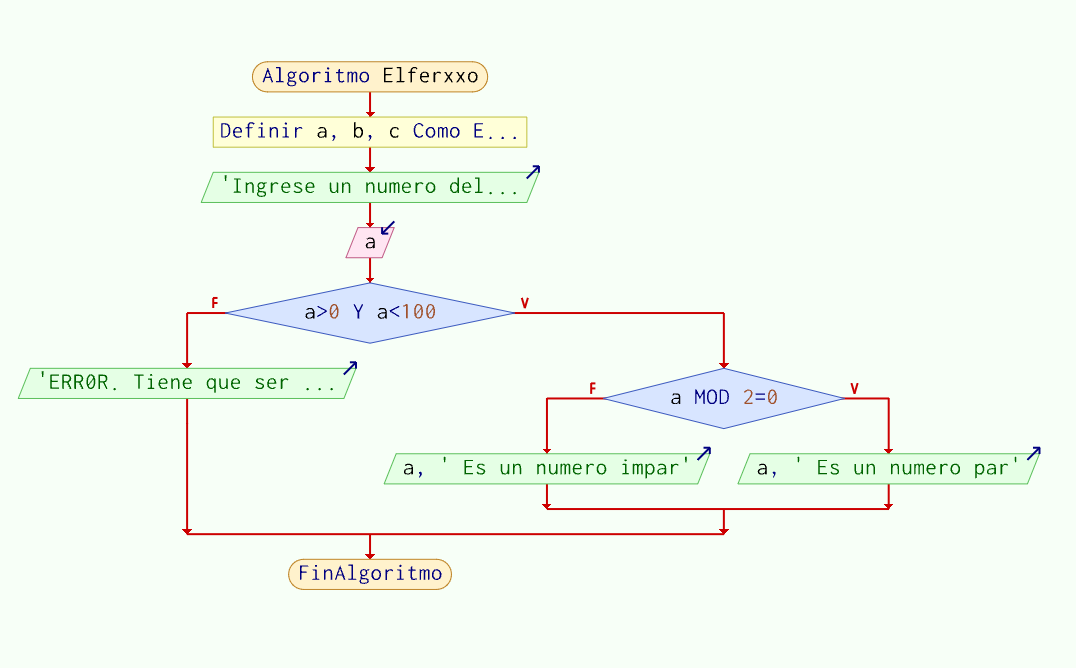 Algoritmo Elferxxo
Definir a, b, c Como E...
'Ingrese un numero del...
a
a>0 Y a<100
F
V
'ERR0R. Tiene que ser ...
a MOD 2=0
F
V
a, ' Es un numero impar'
a, ' Es un numero par'
FinAlgoritmo